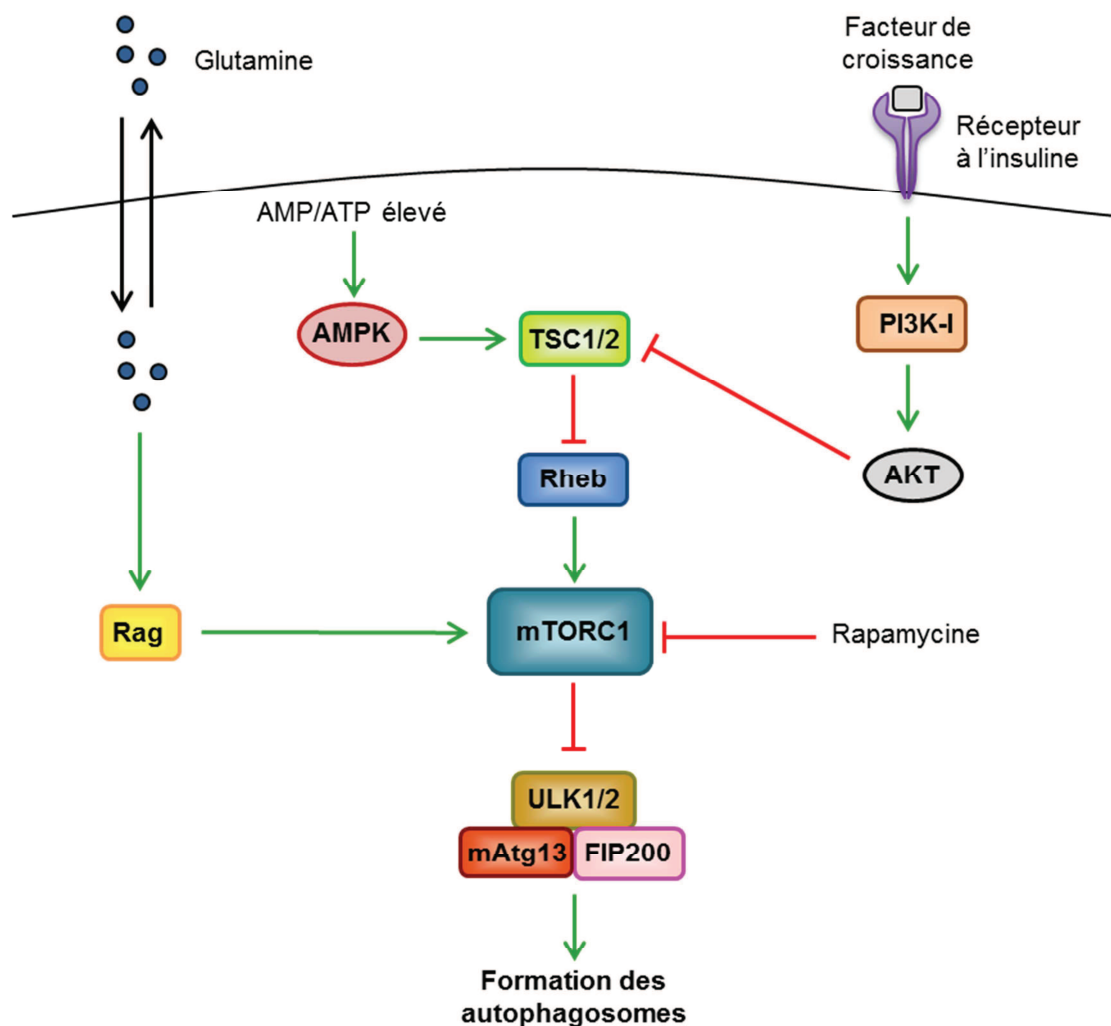 Glutamine
Facteur de
croissance
Récepteur
à l'insuline
AMP/ATP élevé
AMPK
TSC1/2
PI3K-I
Rheb
AKT
Rag
mTORC1
Rapamycine
ULK1/2
mAtg13
FIP200
Formation des
autophagosomes